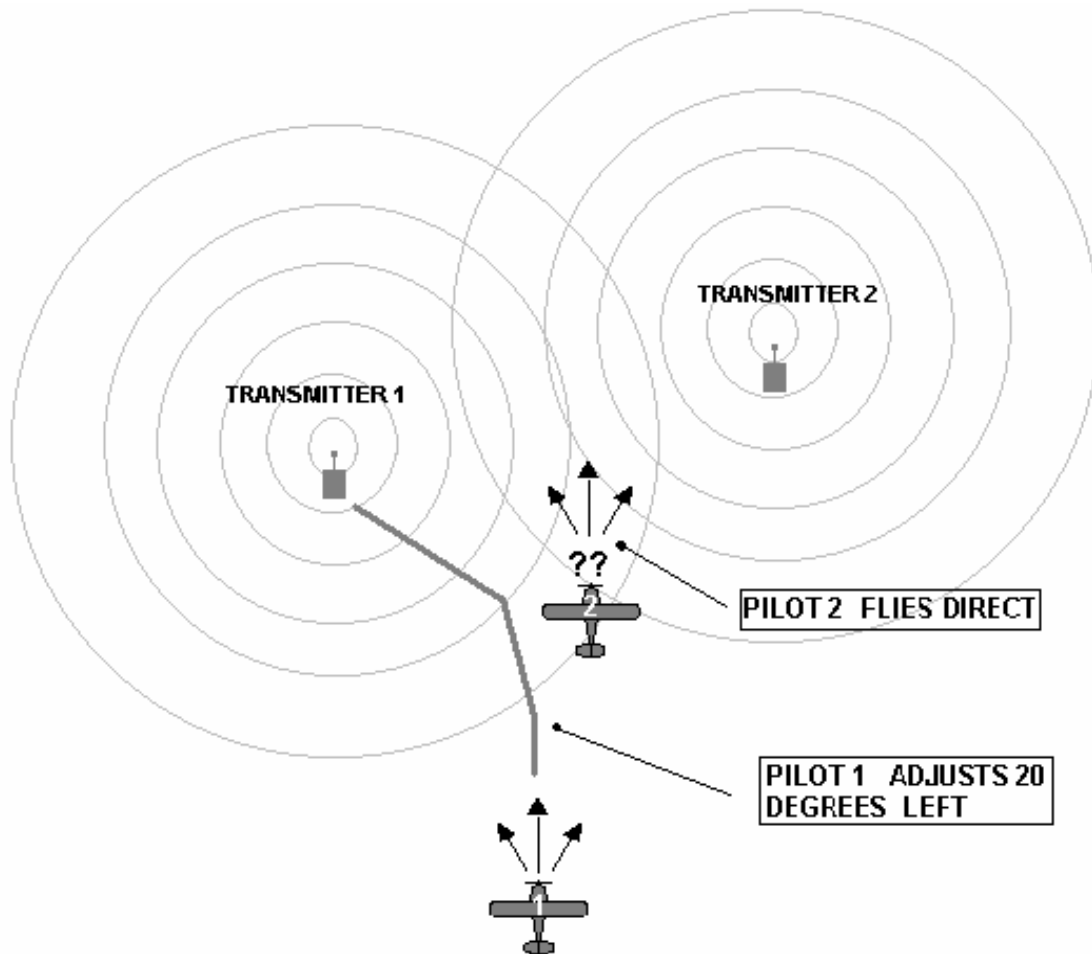 TRANSMITTER 2
TRANSMITTER 1
??
2
PILOT 2 FLIES DIRECT
PILOT 1 ADJUSTS 20
DEGREES LEFT
1